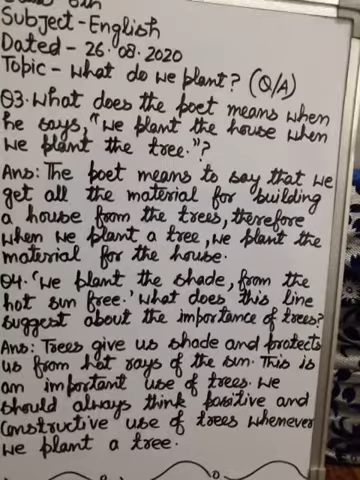 Subject - English
Dated - 26.08.2020
Topic - What do we plant? (Q/A)
Q3. What does the poet means when
he says, "We plant the house when
we plant the tree."?
Ans: The poet means to say that we
get all the material for building
a house from the trees, therefore
when we plant a tree, we plant the
material for the house.
Q4. 'We plant the shade, from the
hot sun free.' What does this line
suggest about the importance of trees?
Ans: Trees give us shade and protects
us from hot rays of the sun. This is
an important use of trees. We
should always think positive and
constructive use of trees whenever
we plant a tree.